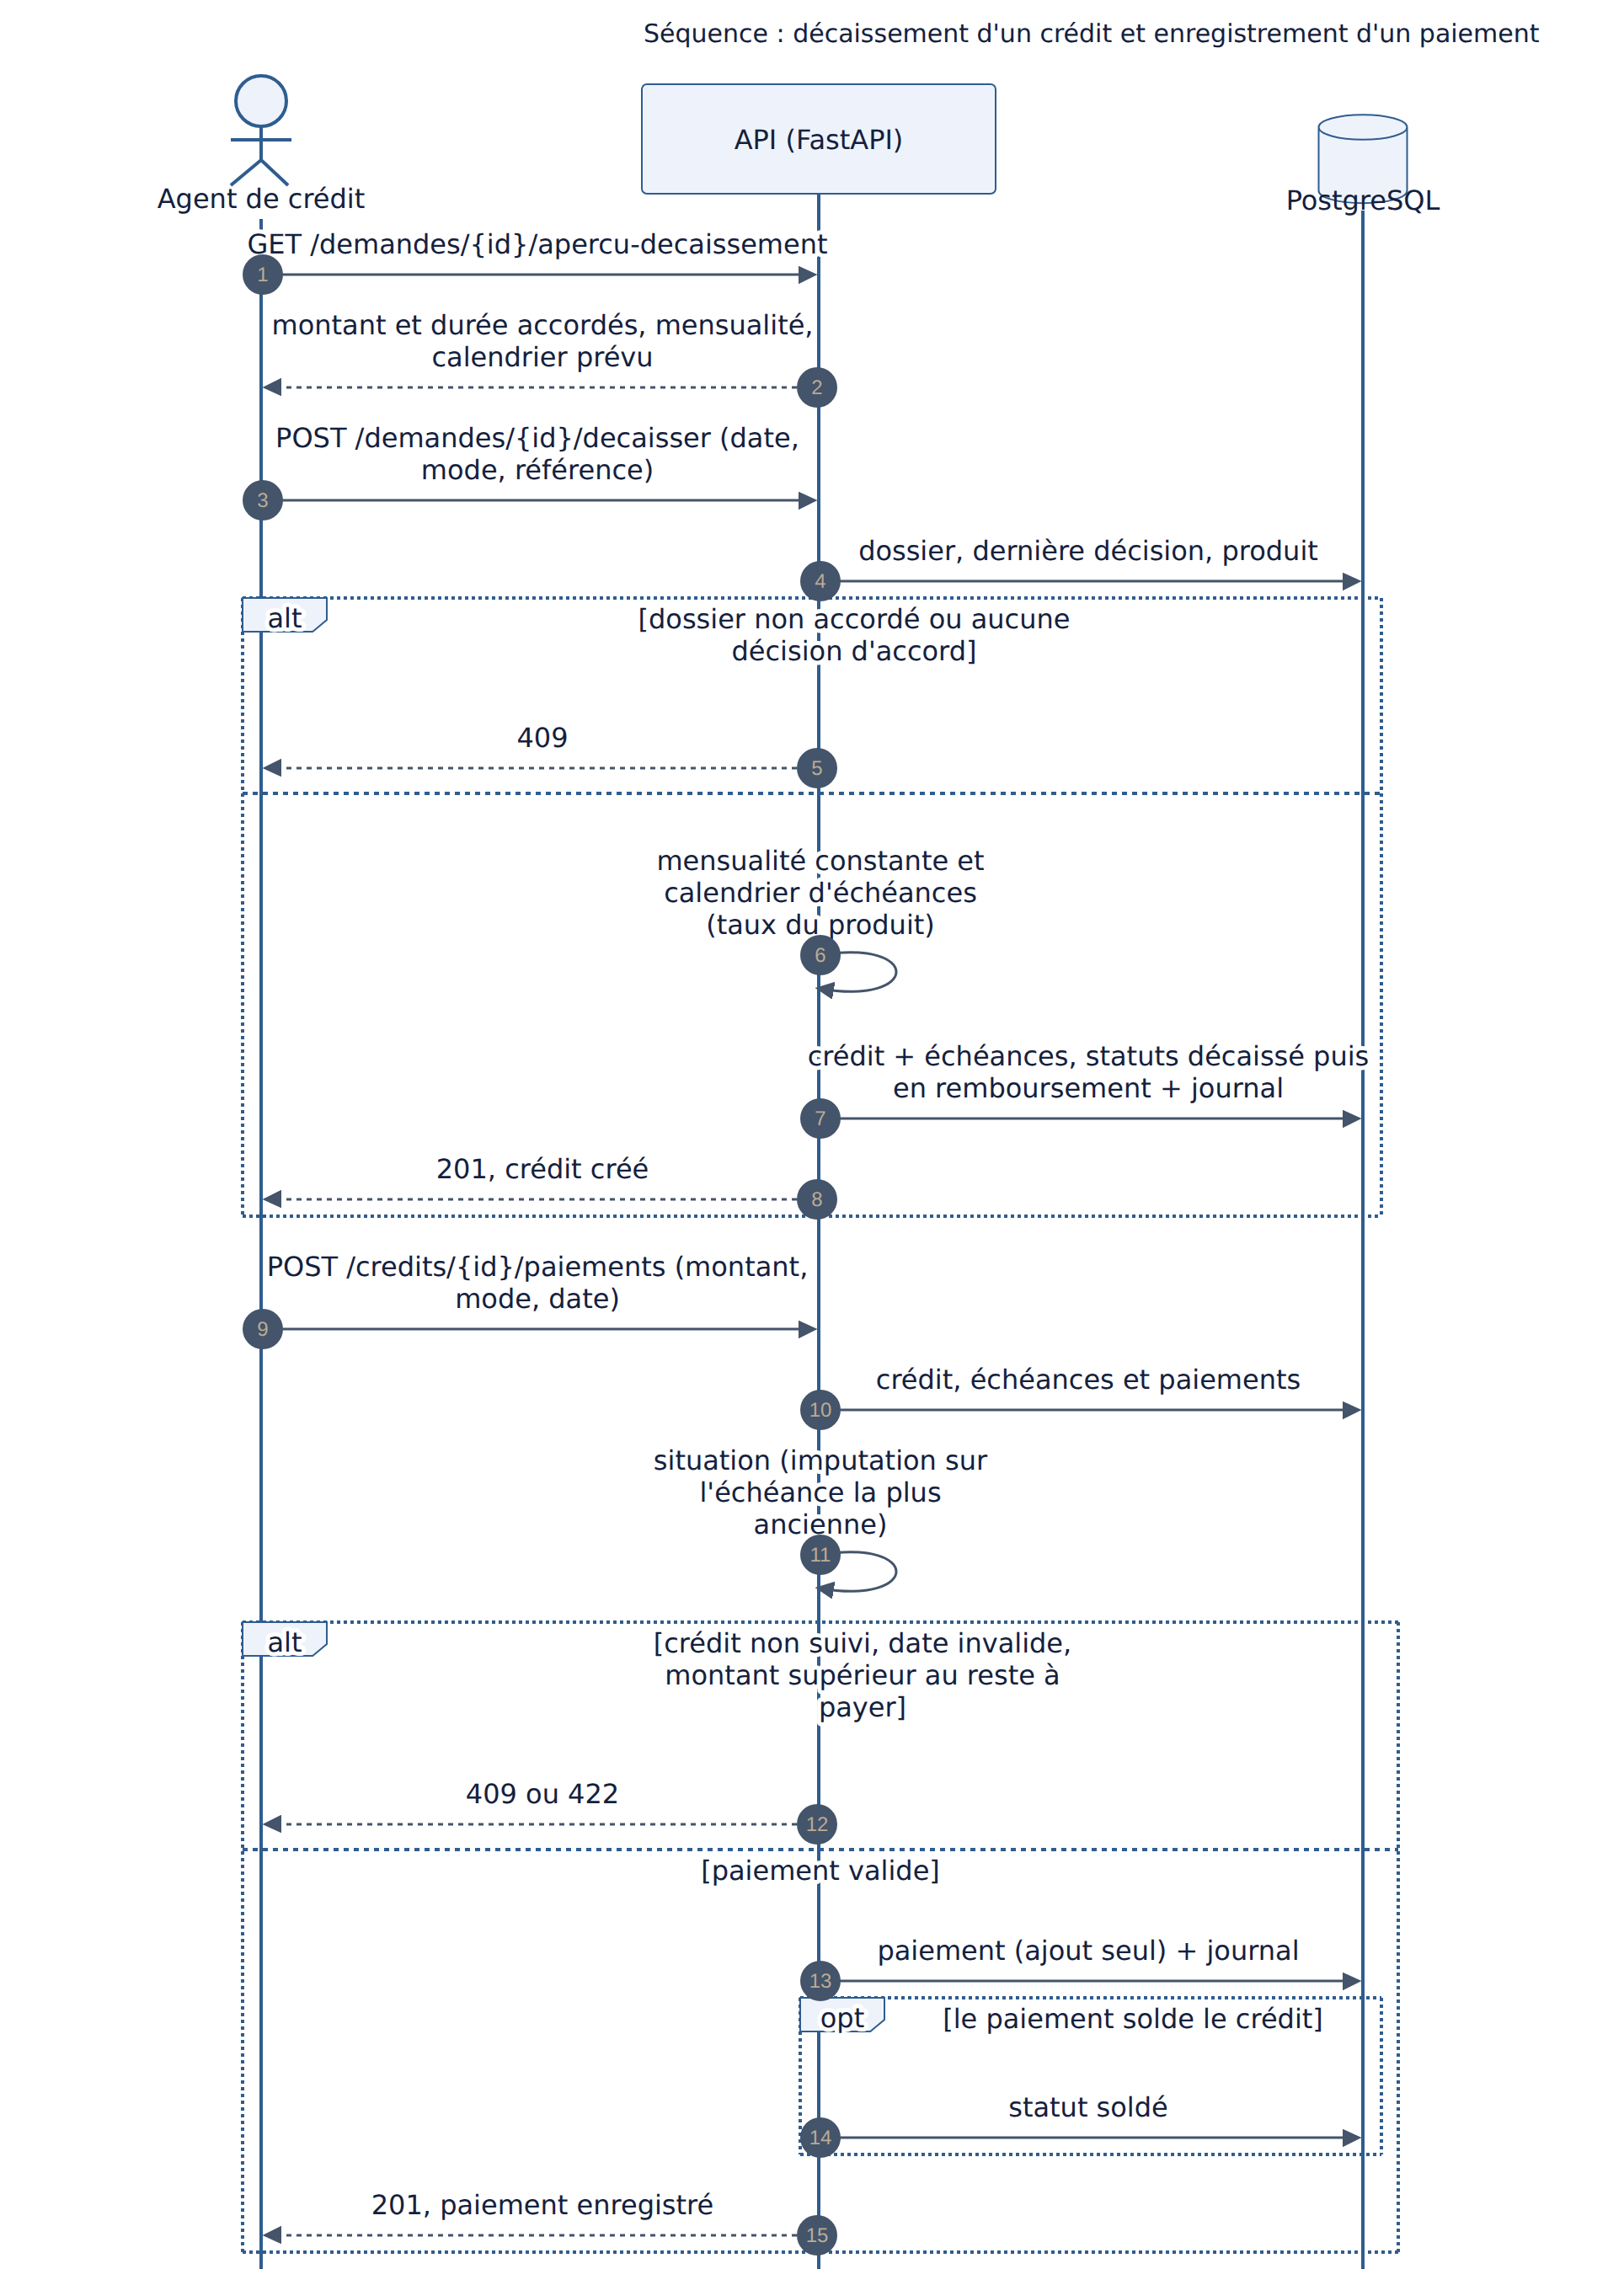 Séquence : décaissement d'un crédit et enregistrement d'un paiement
Agent de crédit
API (FastAPI)
PostgreSQL
GET /demandes/{id}/apercu-decaissement
1
montant et durée accordés, mensualité,
calendrier prévu
2
POST /demandes/{id}/decaisser (date,
mode, référence)
3
dossier, dernière décision, produit
4
alt
[dossier non accordé ou aucune
décision d'accord]
409
5
mensualité constante et
calendrier d'échéances
(taux du produit)
6
crédit + échéances, statuts décaissé puis
en remboursement + journal
7
201, crédit créé
8
POST /credits/{id}/paiements (montant,
mode, date)
9
crédit, échéances et paiements
10
situation (imputation sur
l'échéance la plus
ancienne)
11
alt
[crédit non suivi, date invalide,
montant supérieur au reste à
payer]
409 ou 422
12
[paiement valide]
paiement (ajout seul) + journal
13
opt
[le paiement solde le crédit]
statut soldé
14
201, paiement enregistré
15